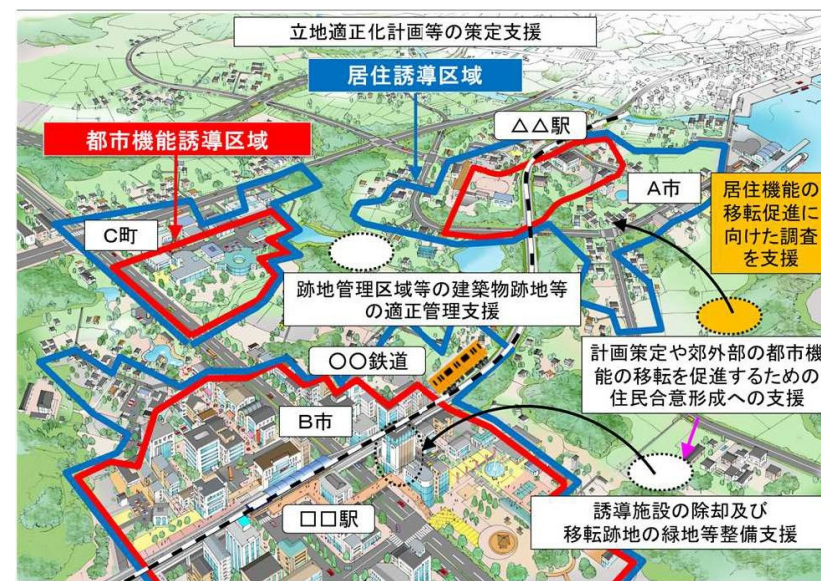 立地適正化計画等の策定支援
居住誘導区域
△△駅
都市機能誘導区域
A市
居住機能の
移転促進に
向けた調査
を支援
C町
跡地管理区域等の建築物跡地等
の適正管理支援
〇〇鉄道
計画策定や郊外部の都市機
能の移転を促進するための
住民合意形成への支援
B市
□□駅
誘導施設の除却及び
移転跡地の緑地等整備支援